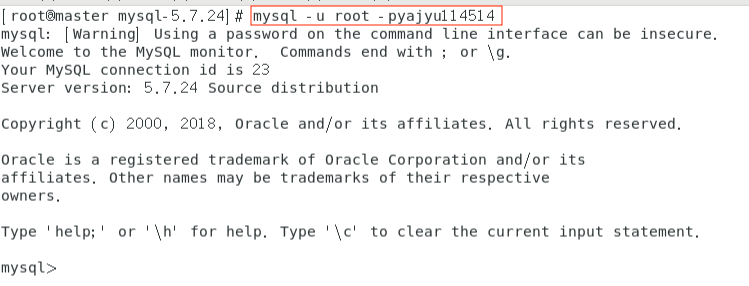 [root@master mysql-5.7.24]# mysql -u root -pyajyu114514
mysql: [Warning] Using a password on the command line interface can be insecure.
Welcome to the MySQL monitor.  Commands end with ; or \g.
Your MySQL connection id is 23
Server version: 5.7.24 Source distribution

Copyright (c) 2000, 2018, Oracle and/or its affiliates. All rights reserved.

Oracle is a registered trademark of Oracle Corporation and/or its
affiliates. Other names may be trademarks of their respective
owners.

Type 'help;' or '\h' for help. Type '\c' to clear the current input statement.

mysql>